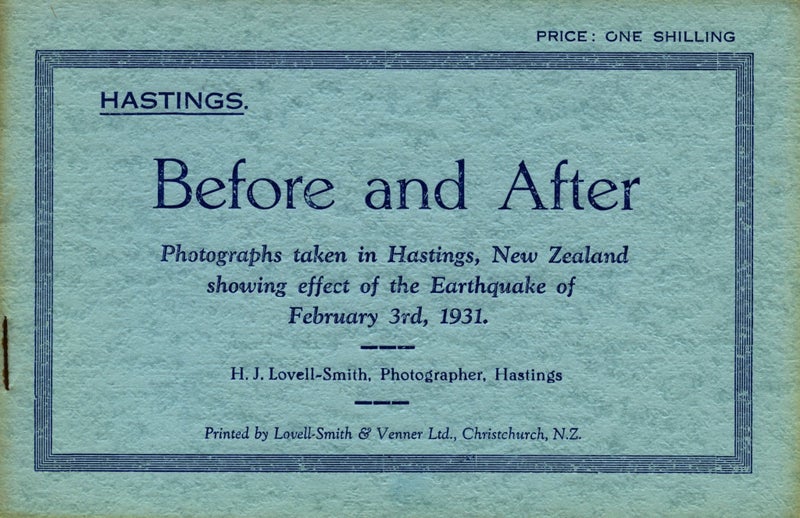 PRICE: ONE SHILLING
HASTINGS.
Before and After
Photographs taken in Hastings, New Zealand
showing effect of the Earthquake of
February 3rd, 1931.
H. J. Lovell-Smith, Photographer, Hastings
Printed by Lovell-Smith & Venner Ltd., Christchurch, N.Z.